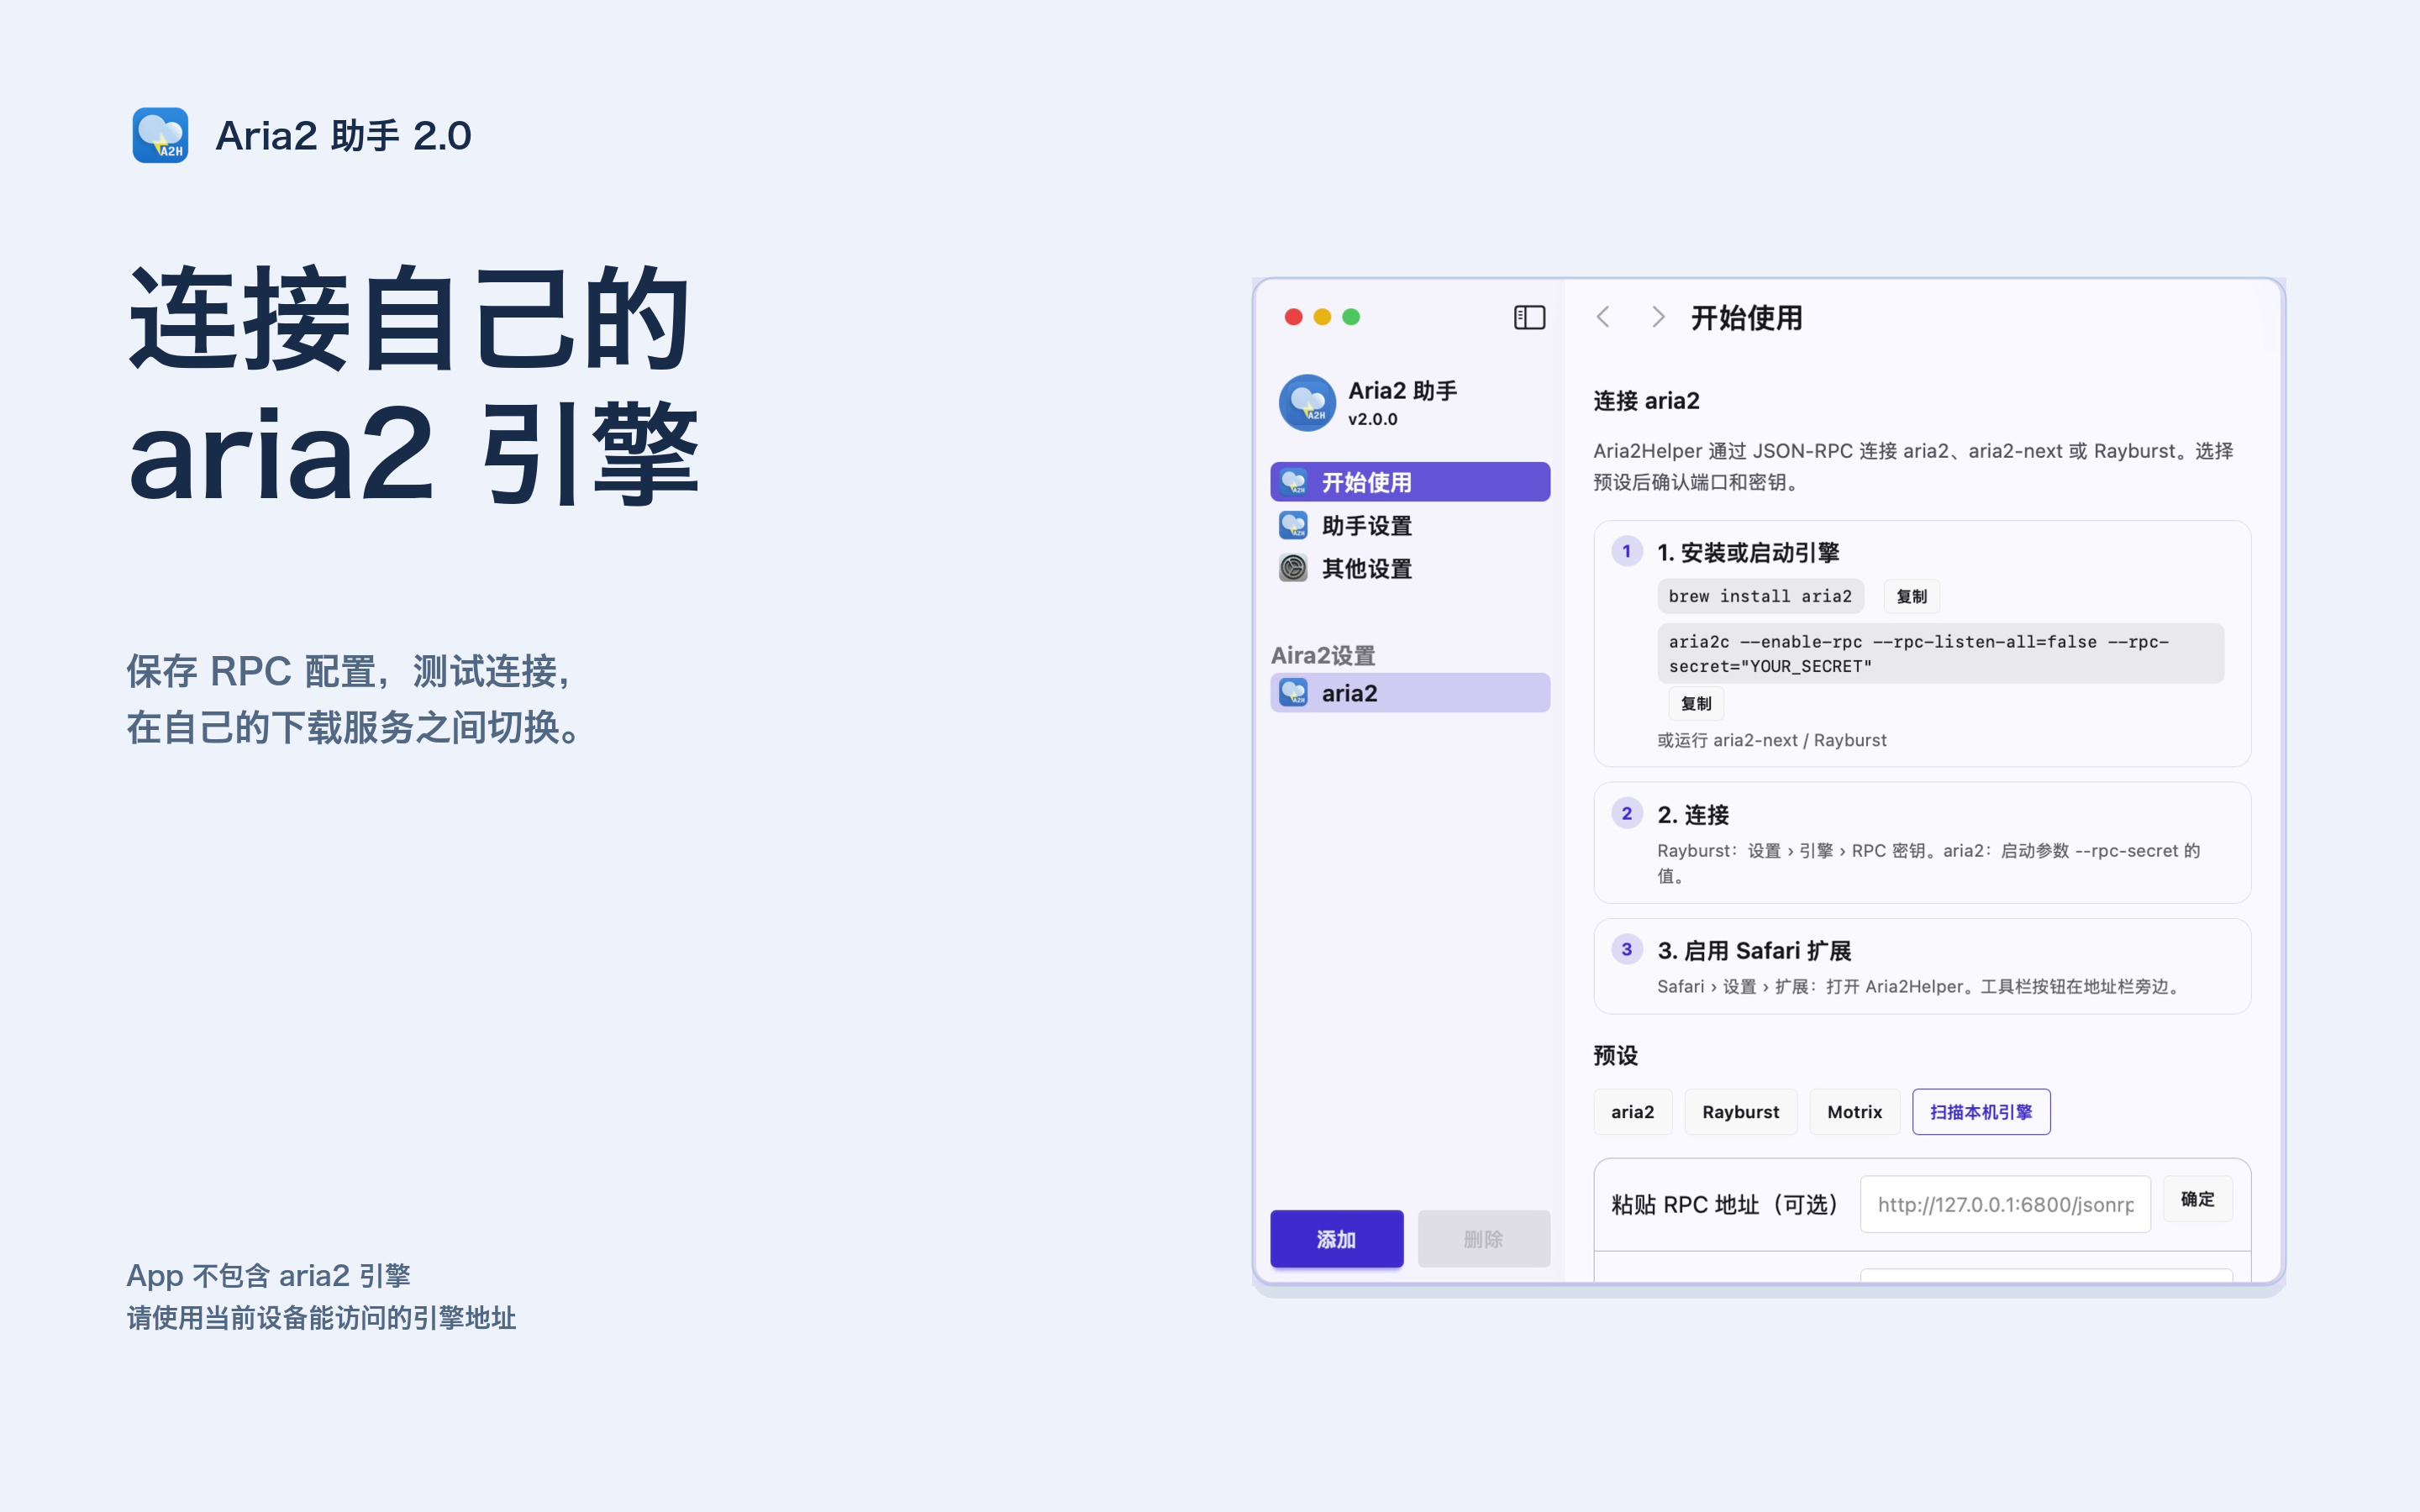 A2H
Aria2 助手 2.0
连接自己的
aria2 引擎
保存 RPC 配置，测试连接，
在自己的下载服务之间切换。
App 不包含 aria2 引擎
请使用当前设备能访问的引擎地址
A2H
Aria2 助手
v2.0.0
A2H
开始使用
A2H
助手设置
其他设置
Aira2设置
A2H
aria2
添加
删除
开始使用
连接 aria2
Aria2Helper 通过 JSON-RPC 连接 aria2、aria2-next 或 Rayburst。选择
预设后确认端口和密钥。
1
1. 安装或启动引擎
brew install aria2
复制
aria2c --enable-rpc --rpc-listen-all=false --rpc-
secret="YOUR_SECRET"
复制
或运行 aria2-next / Rayburst
2
2. 连接
Rayburst：设置 › 引擎 › RPC 密钥。aria2：启动参数 --rpc-secret 的
值。
3
3. 启用 Safari 扩展
Safari › 设置 › 扩展：打开 Aria2Helper。工具栏按钮在地址栏旁边。
预设
aria2
Rayburst
Motrix
扫描本机引擎
粘贴 RPC 地址（可选）
http://127.0.0.1:6800/jsonrp
确定